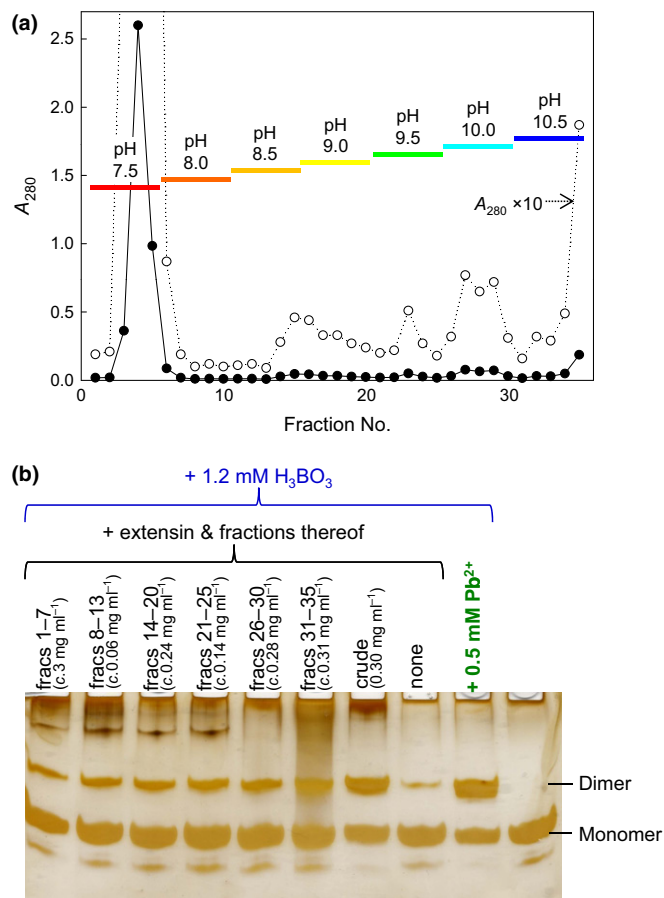 (a)
2.5
2.0
1.5
1.0
0.5
0.0
A280
pH
7.5
pH
8.0
pH
8.5
pH
9.0
pH
9.5
pH
10.0
pH
10.5
A280 ×10
0
10
20
30
Fraction No.
(b)
+ 1.2 mM H3BO3
+ extensin & fractions thereof
fracs 1–7
(c.3 mg ml–1)
fracs 8–13
(c.0.06 mg ml–1)
fracs 14–20
(c.0.24 mg ml–1)
fracs 21–25
(c.0.14 mg ml–1)
fracs 26–30
(c.0.28 mg ml–1)
fracs 31–35
(c.0.31 mg ml–1)
crude
(0.30 mg ml–1)
none
+ 0.5 mM Pb2+
Dimer
Monomer